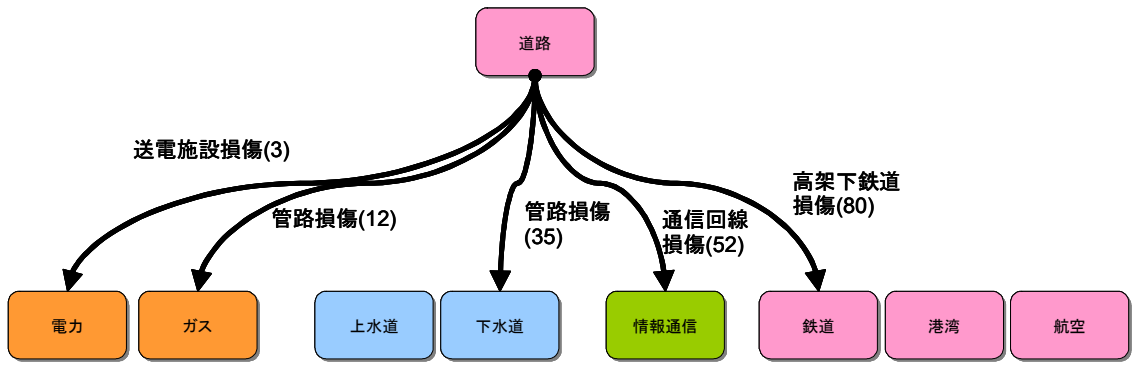 道路
送電施設損傷(3)
管路損傷(12)
管路損傷
(35)
通信回線
損傷(52)
高架下鉄道
損傷(80)
電力
ガス
上水道
下水道
情報通信
鉄道
港湾
航空